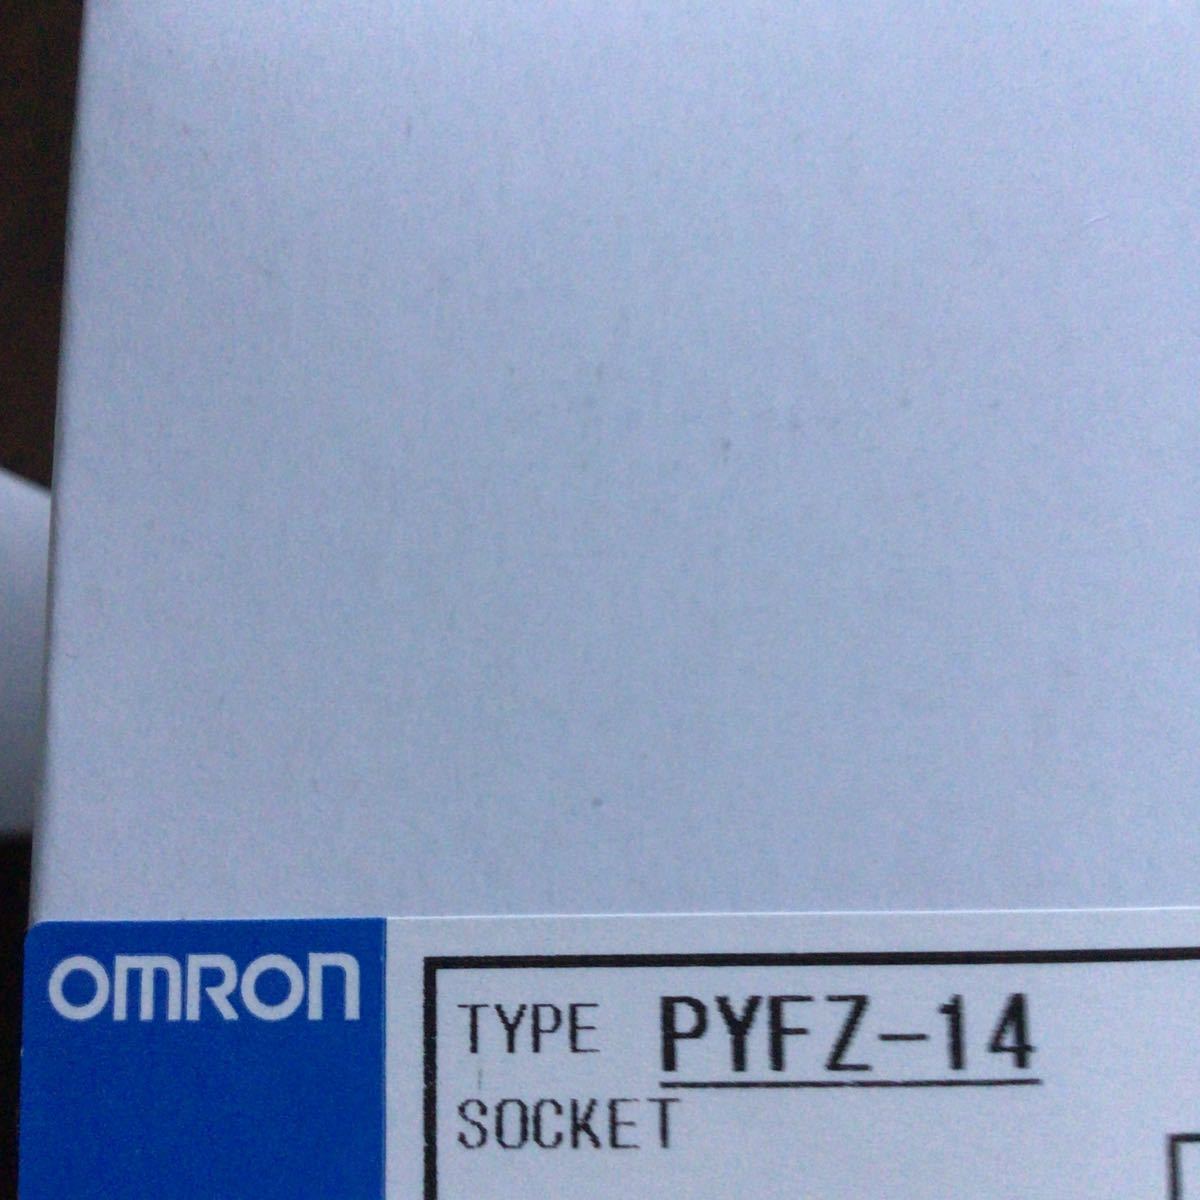 OMRON
TYPE PYFZ-14
SOCKET